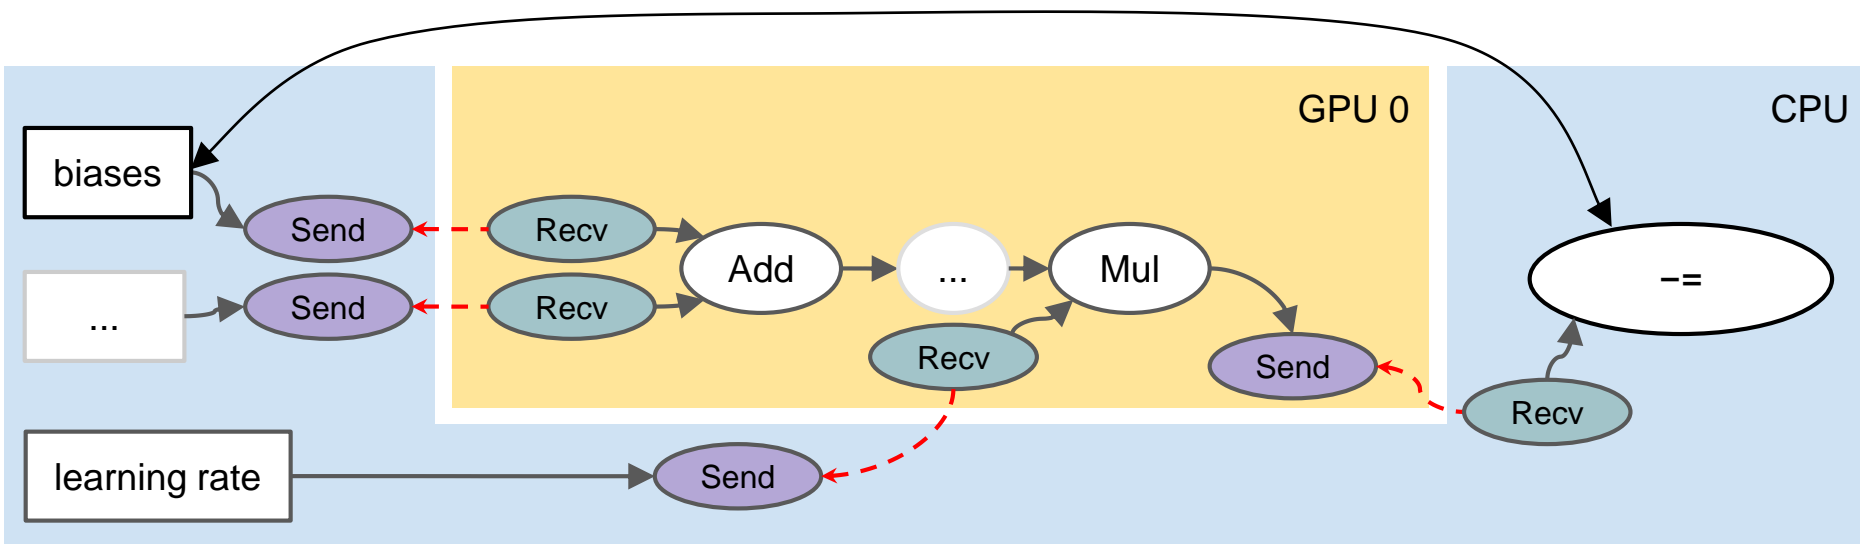 GPU 0
CPU
biases
Send
Recv
Add
...
Mul
−=
...
Send
Recv
Recv
Send
Recv
learning rate
Send